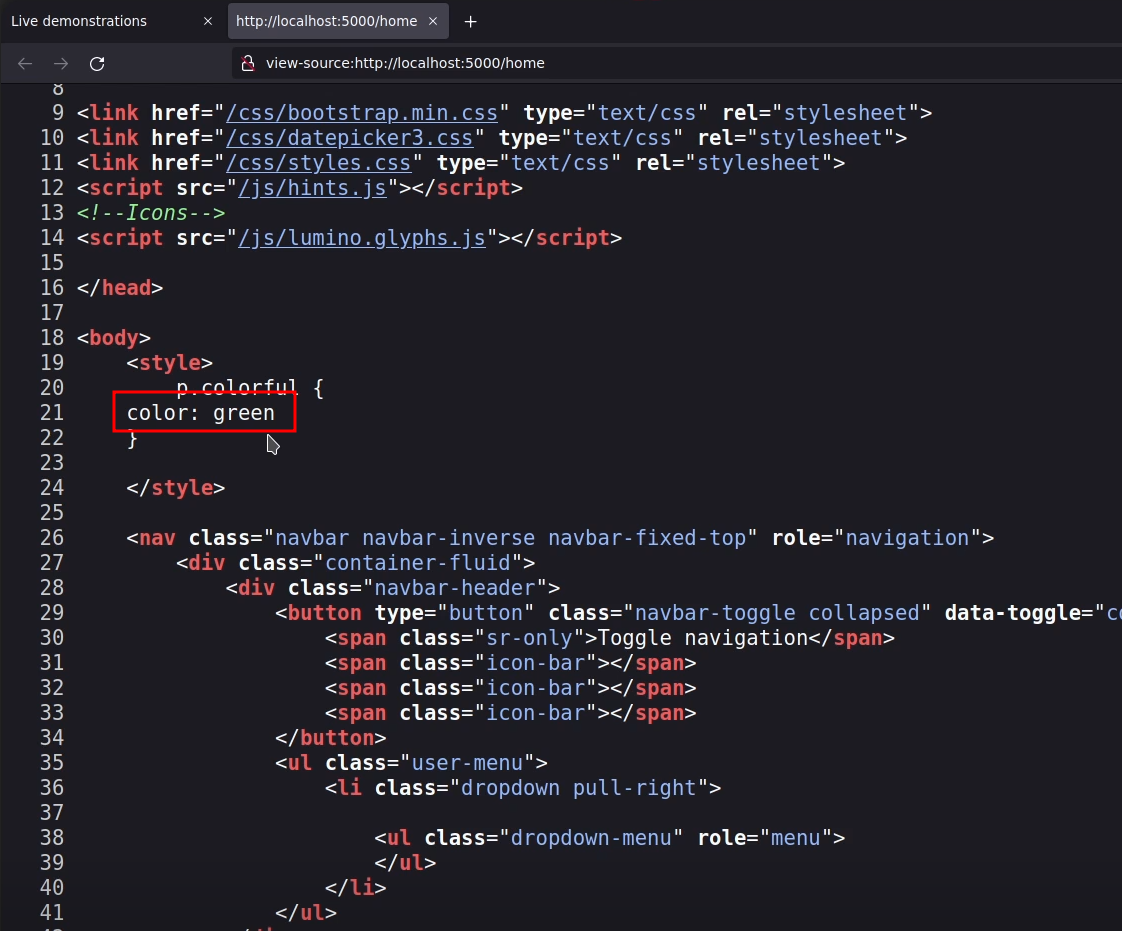 Live demonstrations × http://localhost:5000/home × +
view-source:http://localhost:5000/home
8
9 <link href="/css/bootstrap.min.css" type="text/css" rel="stylesheet">
10 <link href="/css/datepicker3.css" type="text/css" rel="stylesheet">
11 <link href="/css/styles.css" type="text/css" rel="stylesheet">
12 <script src="/js/hints.js"></script>
13 <!--Icons-->
14 <script src="/js/lumino.glyphs.js"></script>
15
16 </head>
17
18 <body>
19     <style>
20         p.colorful {
21     color: green
22     }
23
24     </style>
25
26     <nav class="navbar navbar-inverse navbar-fixed-top" role="navigation">
27         <div class="container-fluid">
28             <div class="navbar-header">
29                 <button type="button" class="navbar-toggle collapsed" data-toggle="
30                     <span class="sr-only">Toggle navigation</span>
31                     <span class="icon-bar"></span>
32                     <span class="icon-bar"></span>
33                     <span class="icon-bar"></span>
34                 </button>
35                 <ul class="user-menu">
36                     <li class="dropdown pull-right">
37
38                         <ul class="dropdown-menu" role="menu">
39                         </ul>
40                     </li>
41                 </ul>